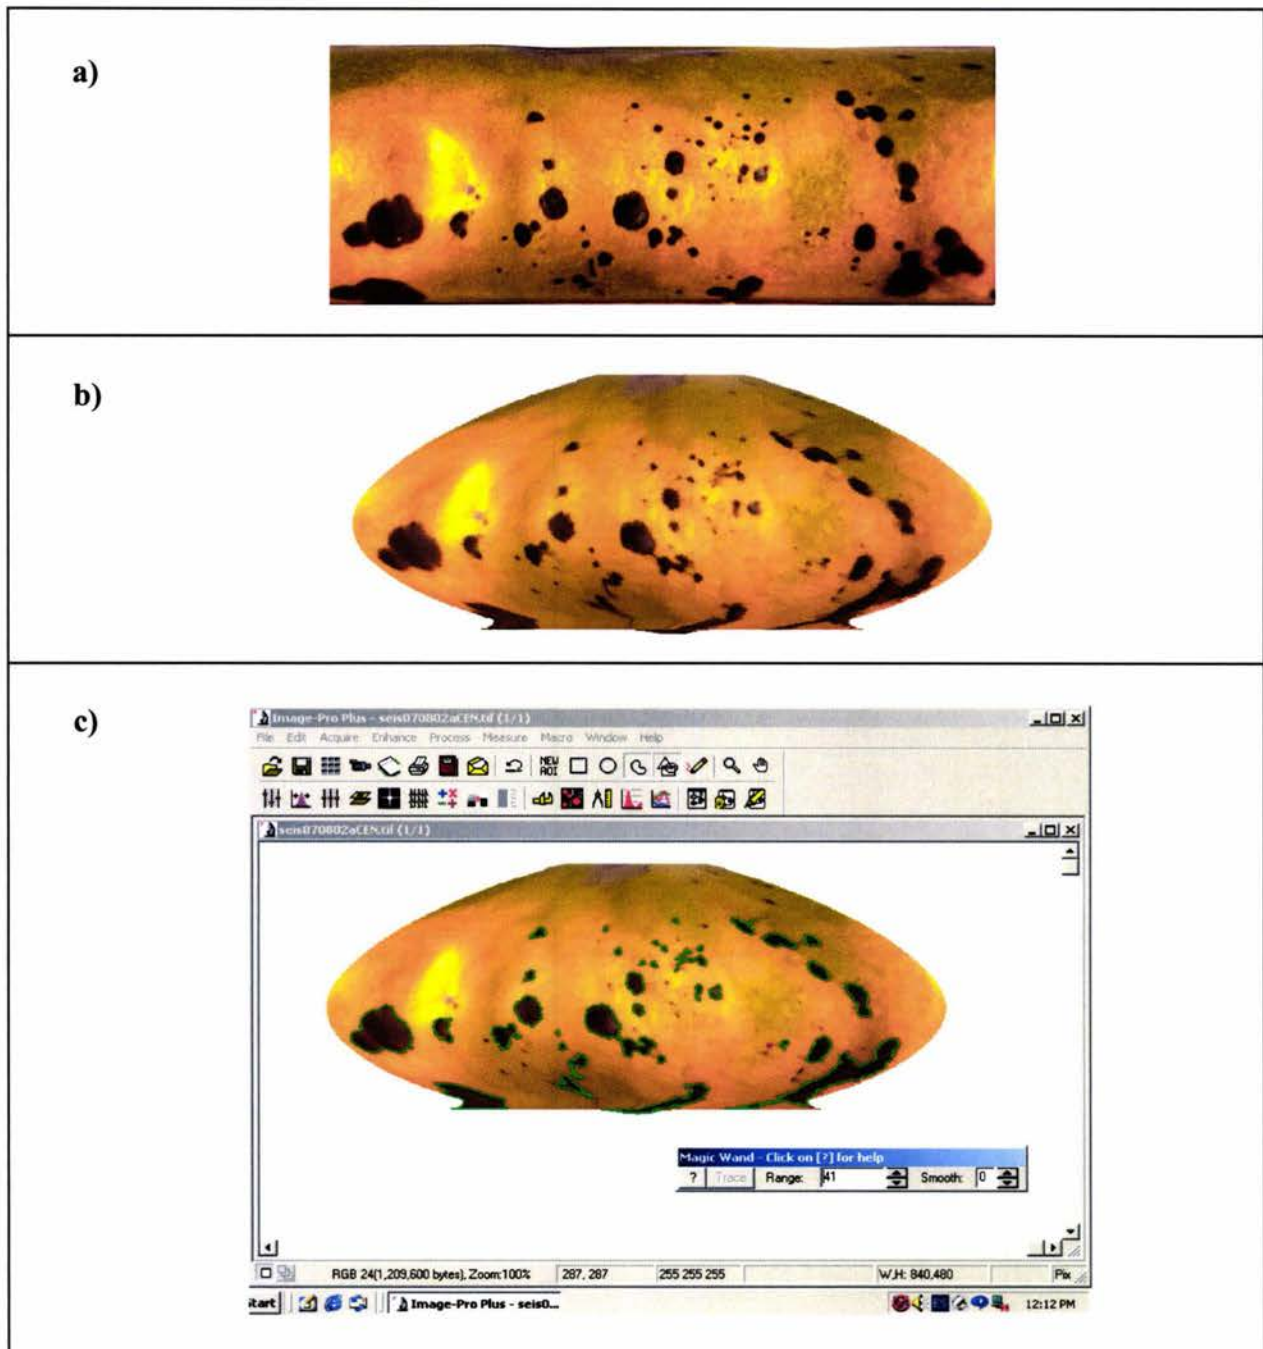 a)
b)
c)
Image-Pro Plus - seis070802aCEN.tif (1/1)
File Edit Acquire Enhance Process Measure Macro Window Help
NEW
ROI
seis070802aCEN.tif (1/1)
Magic Wand - Click on [?] for help
? Trace Range: 41 Smooth: 0
RGB 24(1,209,600 bytes), Zoom:100% 287, 287 255 255 255 W,H: 840,480 Pix
tart Image-Pro Plus - seis0... ES 12:12 PM